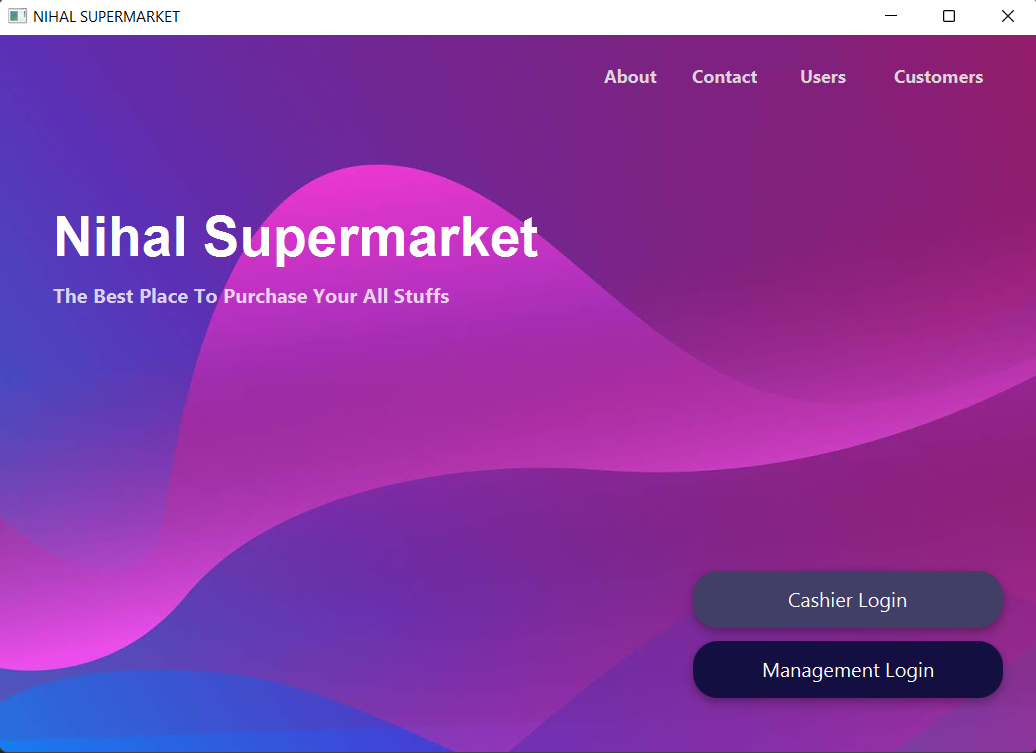 NIHAL SUPERMARKET
About Contact Users Customers
Nihal Supermarket
The Best Place To Purchase Your All Stuffs
Cashier Login
Management Login